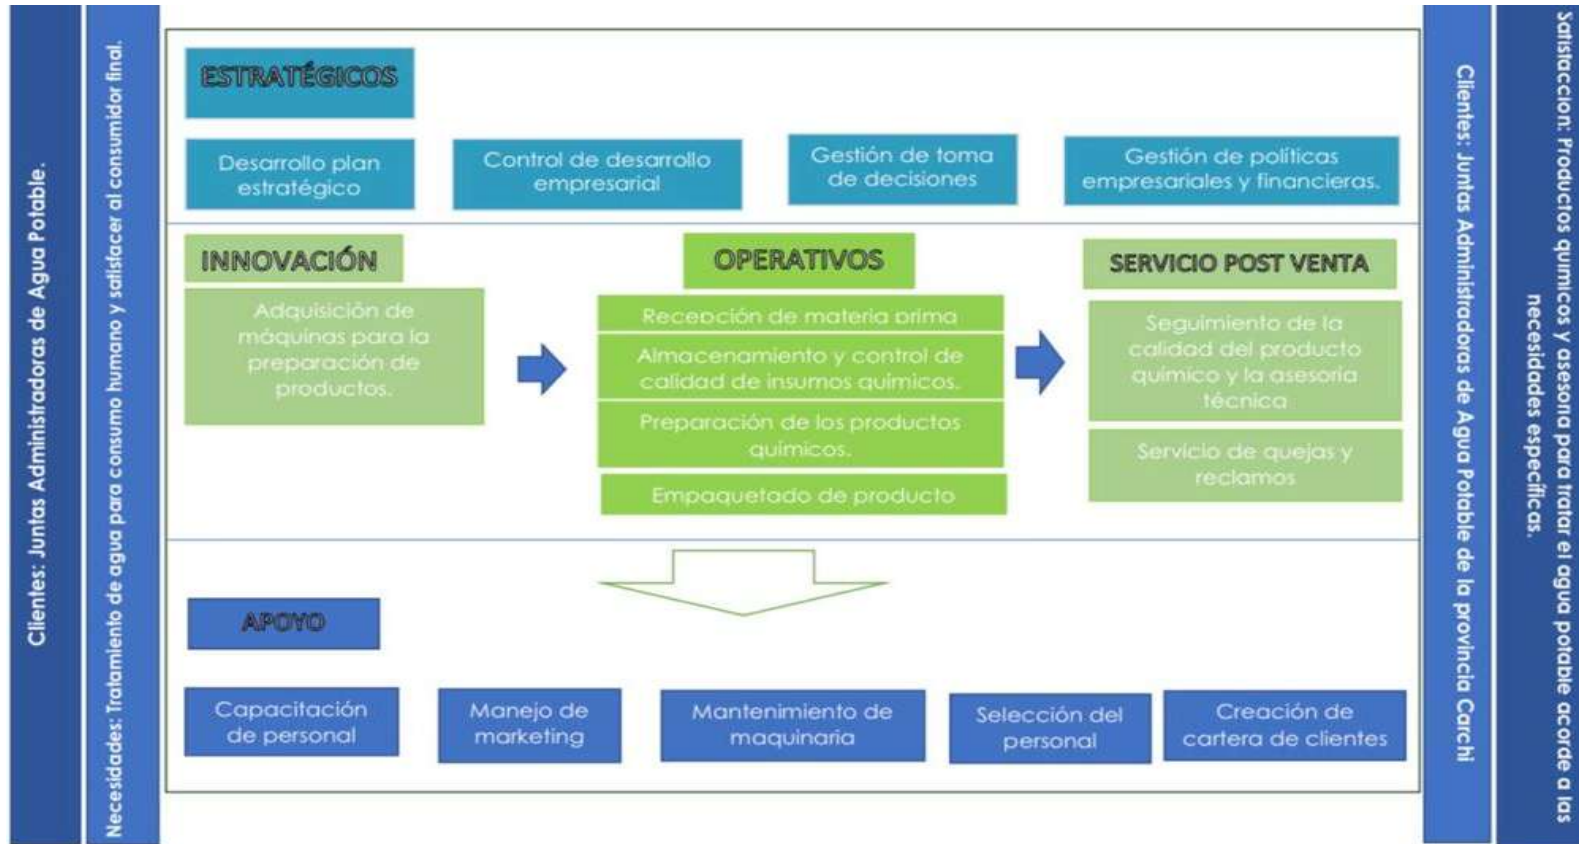 Clientes: Juntas Administradoras de Agua Potable.
Necesidades: Tratamiento de agua para consumo humano y satisfacer al consumidor final.
ESTRATÉGICOS
Desarrollo plan
estratégico
Control de desarrollo
empresarial
Gestión de toma
de decisiones
Gestión de políticas
empresariales y financieras.
INNOVACIÓN
Adquisición de
máquinas para la
preparación de
productos.
OPERATIVOS
Recepción de materia prima
Almacenamiento y control de
calidad de insumos químicos.
Preparación de los productos
químicos.
Empaquetado de producto
SERVICIO POST VENTA
Seguimiento de la
calidad del producto
químico y la asesoría
técnica
Servicio de quejas y
reclamos
APOYO
Capacitación
de personal
Manejo de
marketing
Mantenimiento de
maquinaria
Selección del
personal
Creación de
cartera de clientes
Clientes: Juntas Administradoras de Agua Potable de la provincia Carchi
Satisfaccion: Productos químicos y asesoria para tratar el agua potable acorde a las
necesidades específicas.